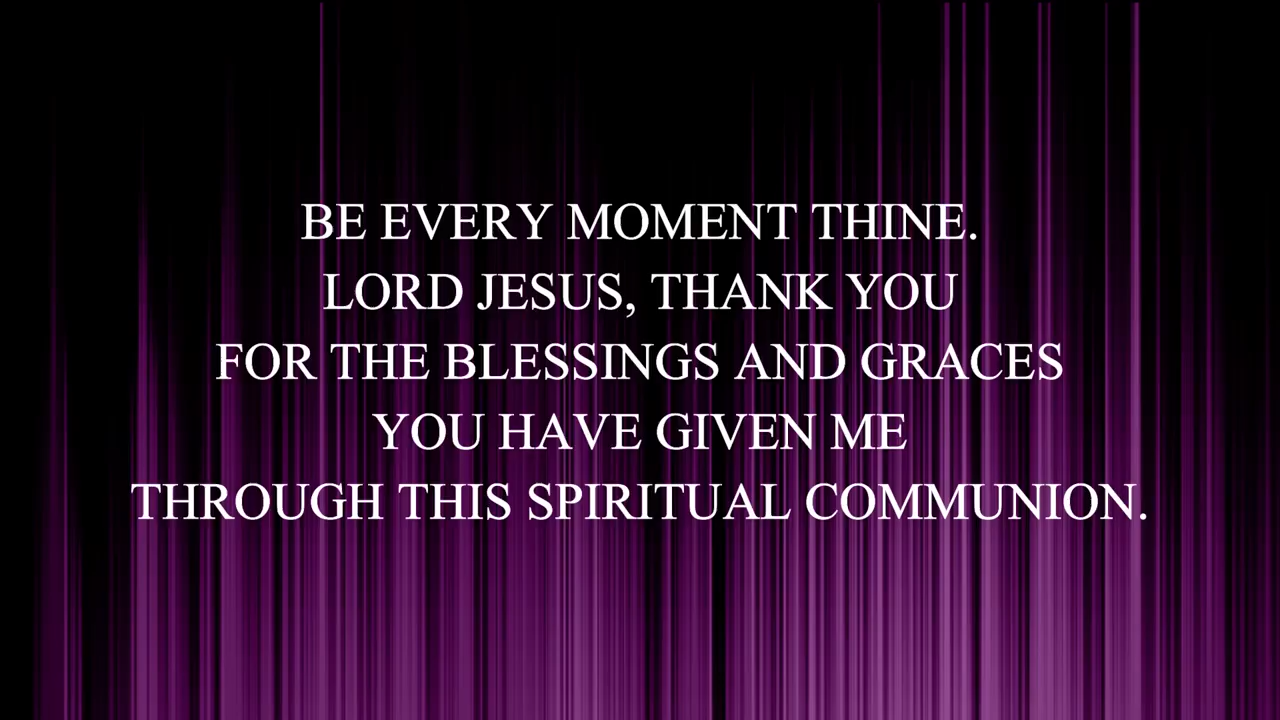 BE EVERY MOMENT THINE.
LORD JESUS, THANK YOU
FOR THE BLESSINGS AND GRACES
YOU HAVE GIVEN ME
THROUGH THIS SPIRITUAL COMMUNION.